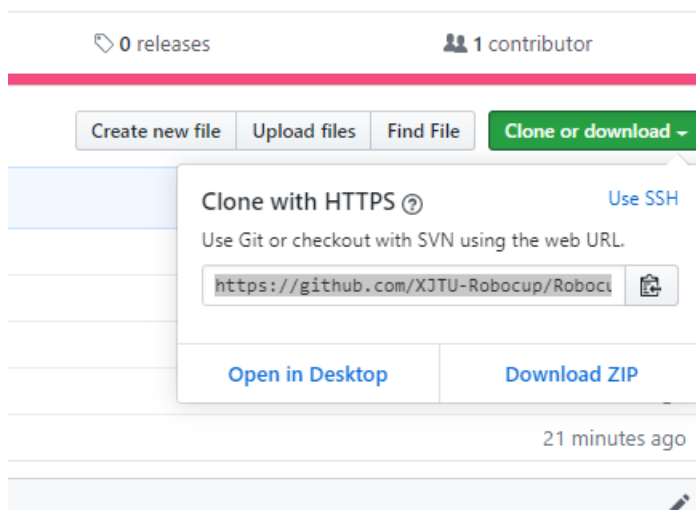 0 releases
1 contributor
Create new file
Upload files
Find File
Clone or download
Clone with HTTPS
Use SSH
Use Git or checkout with SVN using the web URL.
https://github.com/XJTU-Robocup/Robocu
Open in Desktop
Download ZIP
21 minutes ago